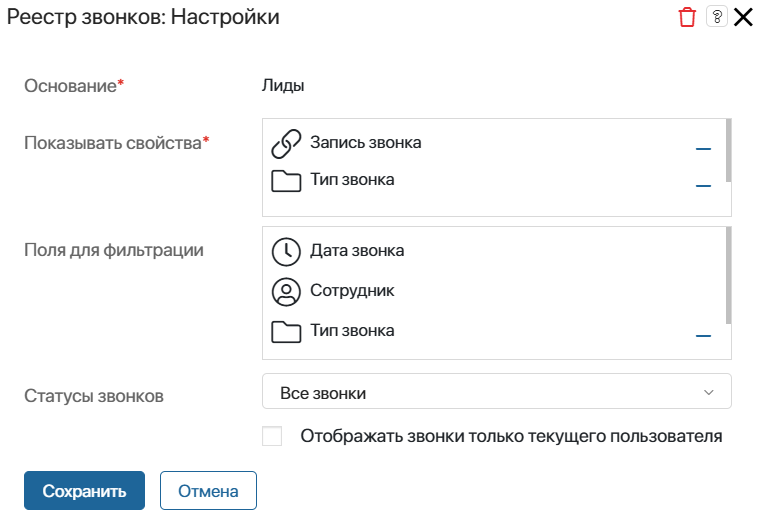 Реестр звонков: Настройки
?
Основание*
Лиды
Показывать свойства*
Запись звонка
Тип звонка
Поля для фильтрации
Дата звонка
Сотрудник
Тип звонка
Статусы звонков
Все звонки
Отображать звонки только текущего пользователя
Сохранить
Отмена